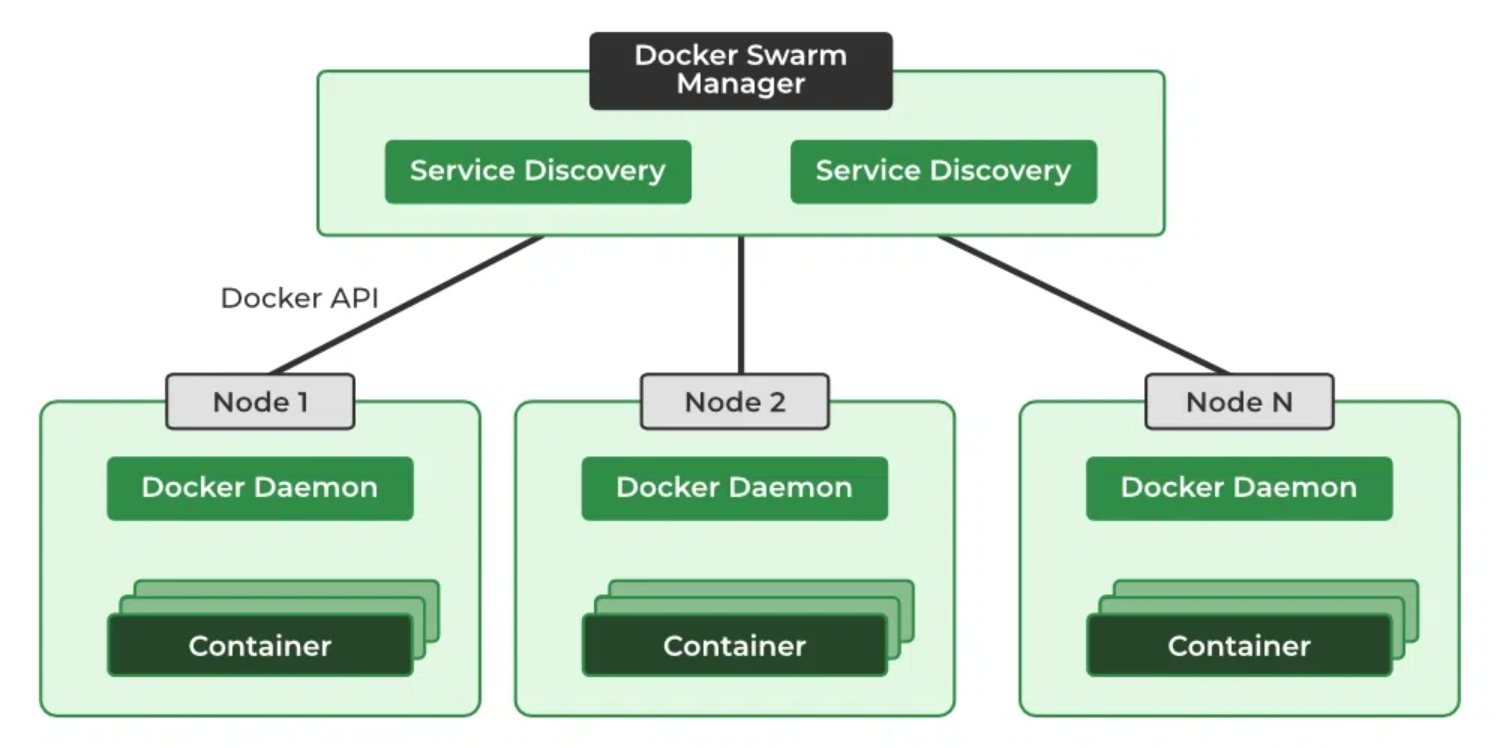 Docker Swarm
Manager
Service Discovery
Service Discovery
Docker API
Node 1
Node 2
Node N
Docker Daemon
Docker Daemon
Docker Daemon
Container
Container
Container